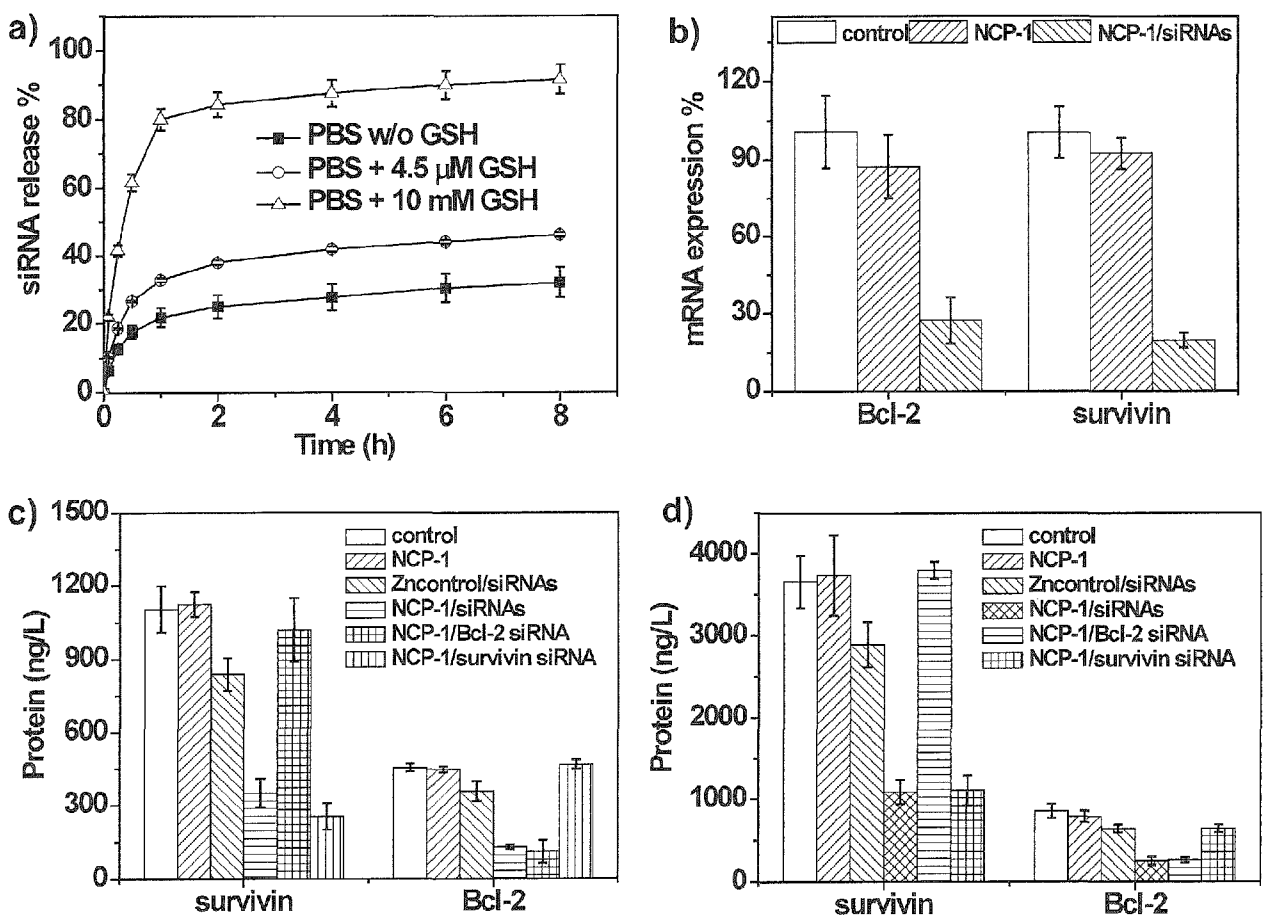 a)
100
80
60
40
20
0
siRNA release %
PBS w/o GSH
PBS + 4.5 µM GSH
PBS + 10 mM GSH
0 2 4 6 8
Time (h)
b)
control NCP-1 NCP-1/siRNAs
120
90
60
30
0
mRNA expression %
Bcl-2 survivin
c)
1500
1200
900
600
300
0
Protein (ng/L)
control
NCP-1
Zncontrol/siRNAs
NCP-1/siRNAs
NCP-1/Bcl-2 siRNA
NCP-1/survivin siRNA
survivin Bcl-2
d)
4000
3000
2000
1000
0
Protein (ng/L)
control
NCP-1
Zncontrol/siRNAs
NCP-1/siRNAs
NCP-1/Bcl-2 siRNA
NCP-1/survivin siRNA
survivin Bcl-2